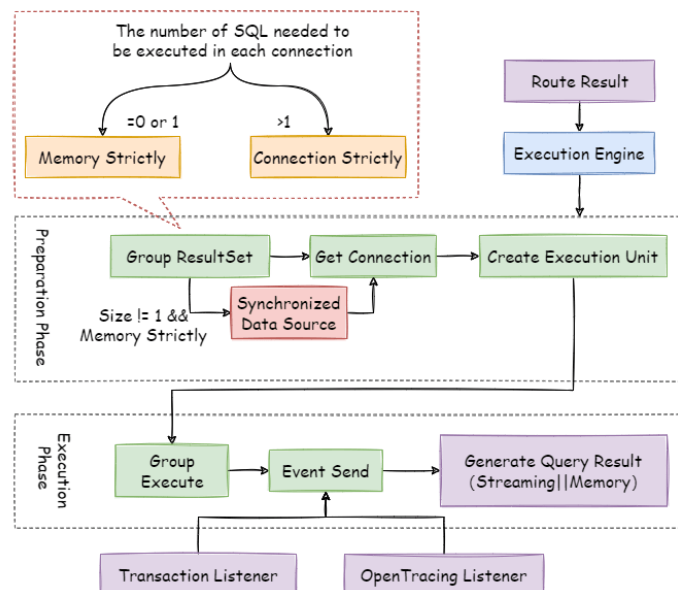 The number of SQL needed to
be executed in each connection
=0 or 1
>1
Memory Strictly
Connection Strictly
Route Result
Execution Engine
Preparation Phase
Group ResultSet
Get Connection
Create Execution Unit
Size != 1 &&
Memory Strictly
Synchronized
Data Source
Execution
Phase
Group
Execute
Event Send
Generate Query Result
(Streaming||Memory)
Transaction Listener
OpenTracing Listener